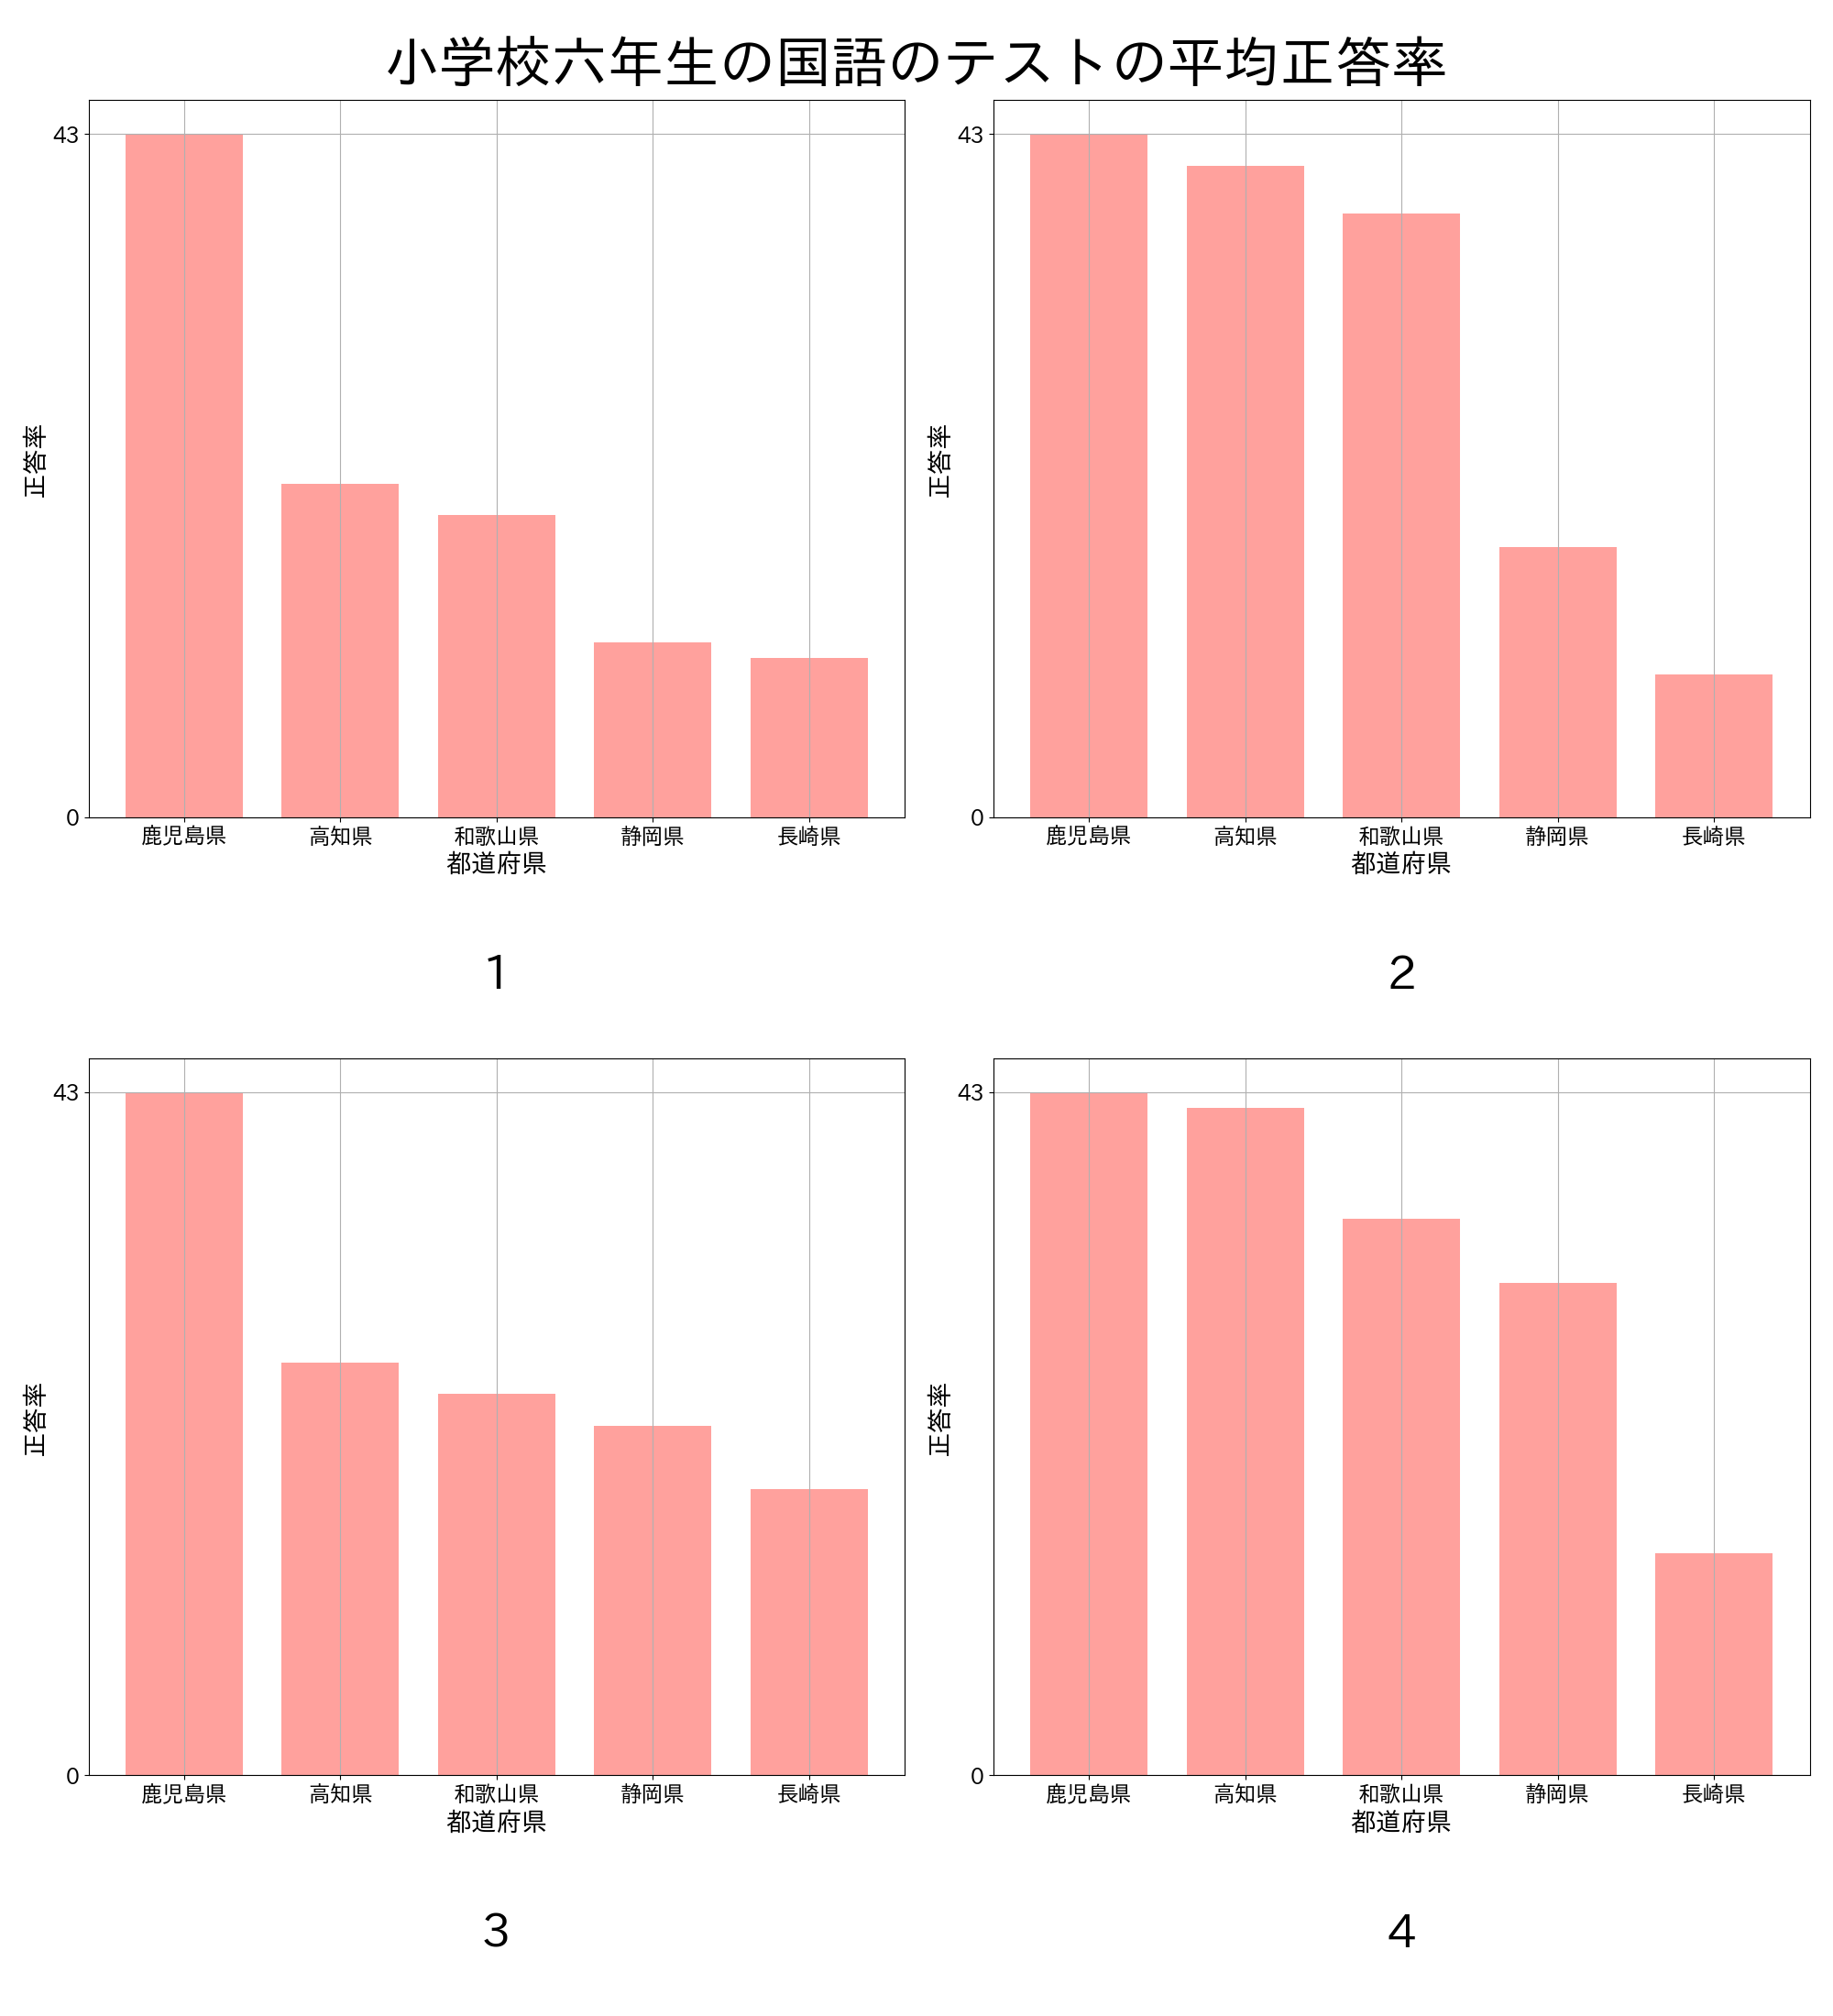 小学校六年生の国語のテストの平均正答率
43
正答率
0
鹿児島県 高知県 和歌山県 静岡県 長崎県
都道府県
1
43
正答率
0
鹿児島県 高知県 和歌山県 静岡県 長崎県
都道府県
2
43
正答率
0
鹿児島県 高知県 和歌山県 静岡県 長崎県
都道府県
3
43
正答率
0
鹿児島県 高知県 和歌山県 静岡県 長崎県
都道府県
4